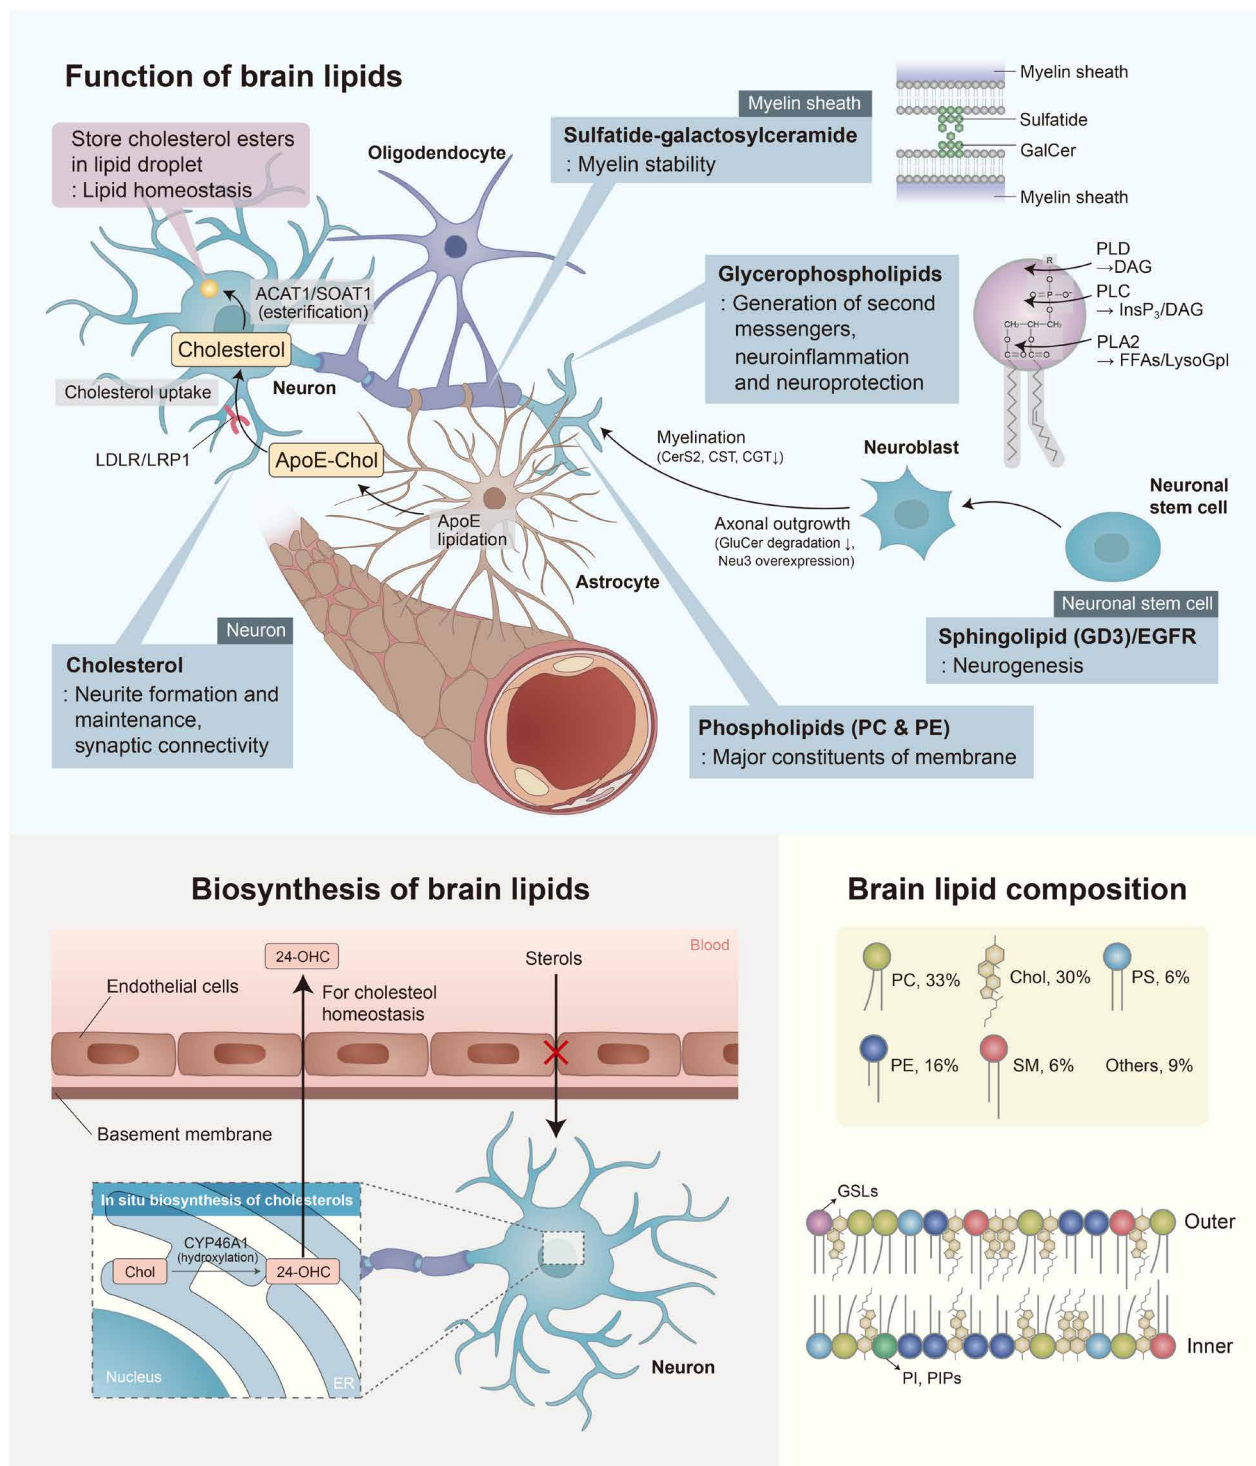 Function of brain lipids
Store cholesterol esters
in lipid droplet
: Lipid homeostasis
Oligodendocyte
Myelin sheath
Sulfatide-galactosylceramide
: Myelin stability
Myelin sheath
Sulfatide
GalCer
Myelin sheath
ACAT1/SOAT1
(esterification)
Cholesterol
Cholesterol uptake
Neuron
LDLR/LRP1
ApoE-Chol
ApoE
lipidation
Astrocyte
Glycerophospholipids
: Generation of second
messengers,
neuroinflammation
and neuroprotection
R
O
O=P-O⁻
O
CH₂-CH-CH₂
O O
C=O C=O
PLD
→DAG
PLC
→ InsP₃/DAG
PLA2
→ FFAs/LysoGpl
Myelination
(CerS2, CST, CGT↓)
Neuroblast
Axonal outgrowth
(GluCer degradation ↓,
Neu3 overexpression)
Neuronal
stem cell
Neuronal stem cell
Sphingolipid (GD3)/EGFR
: Neurogenesis
Neuron
Cholesterol
: Neurite formation and
maintenance,
synaptic connectivity
Phospholipids (PC & PE)
: Major constituents of membrane
Biosynthesis of brain lipids
Blood
24-OHC
Sterols
Endothelial cells
For cholesteol
homeostasis
Basement membrane
In situ biosynthesis of cholesterols
CYP46A1
(hydroxylation)
Chol
24-OHC
Nucleus
ER
Neuron
Brain lipid composition
PC, 33%
Chol, 30%
PS, 6%
PE, 16%
SM, 6%
Others, 9%
GSLs
Outer
Inner
PI, PIPs